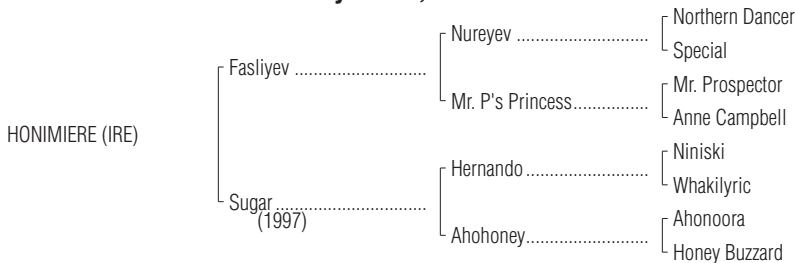 Northern Dancer
Nureyev ............................
Special
Fasliyev ............................
Mr. Prospector
Mr. P's Princess................
Anne Campbell
HONIMIERE (IRE)
Niniski
Hernando ..........................
Whakilyric
Sugar ................................
(1997)
Ahonoora
Ahohoney..........................
Honey Buzzard